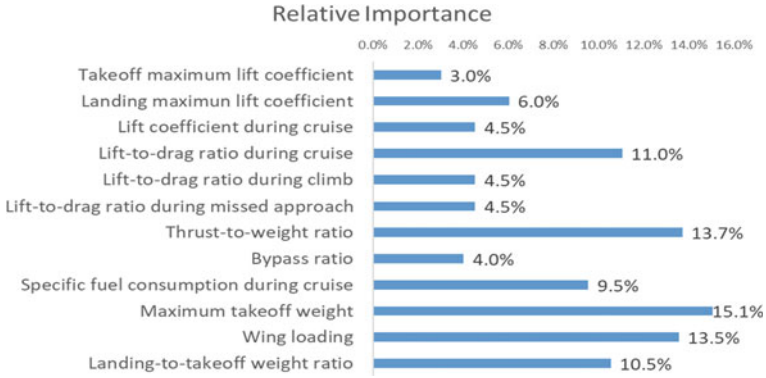 Relative Importance
0.0% 2.0% 4.0% 6.0% 8.0% 10.0% 12.0% 14.0% 16.0%
Takeoff maximum lift coefficient 3.0%
Landing maximun lift coefficient 6.0%
Lift coefficient during cruise 4.5%
Lift-to-drag ratio during cruise 11.0%
Lift-to-drag ratio during climb 4.5%
Lift-to-drag ratio during missed approach 4.5%
Thrust-to-weight ratio 13.7%
Bypass ratio 4.0%
Specific fuel consumption during cruise 9.5%
Maximum takeoff weight 15.1%
Wing loading 13.5%
Landing-to-takeoff weight ratio 10.5%